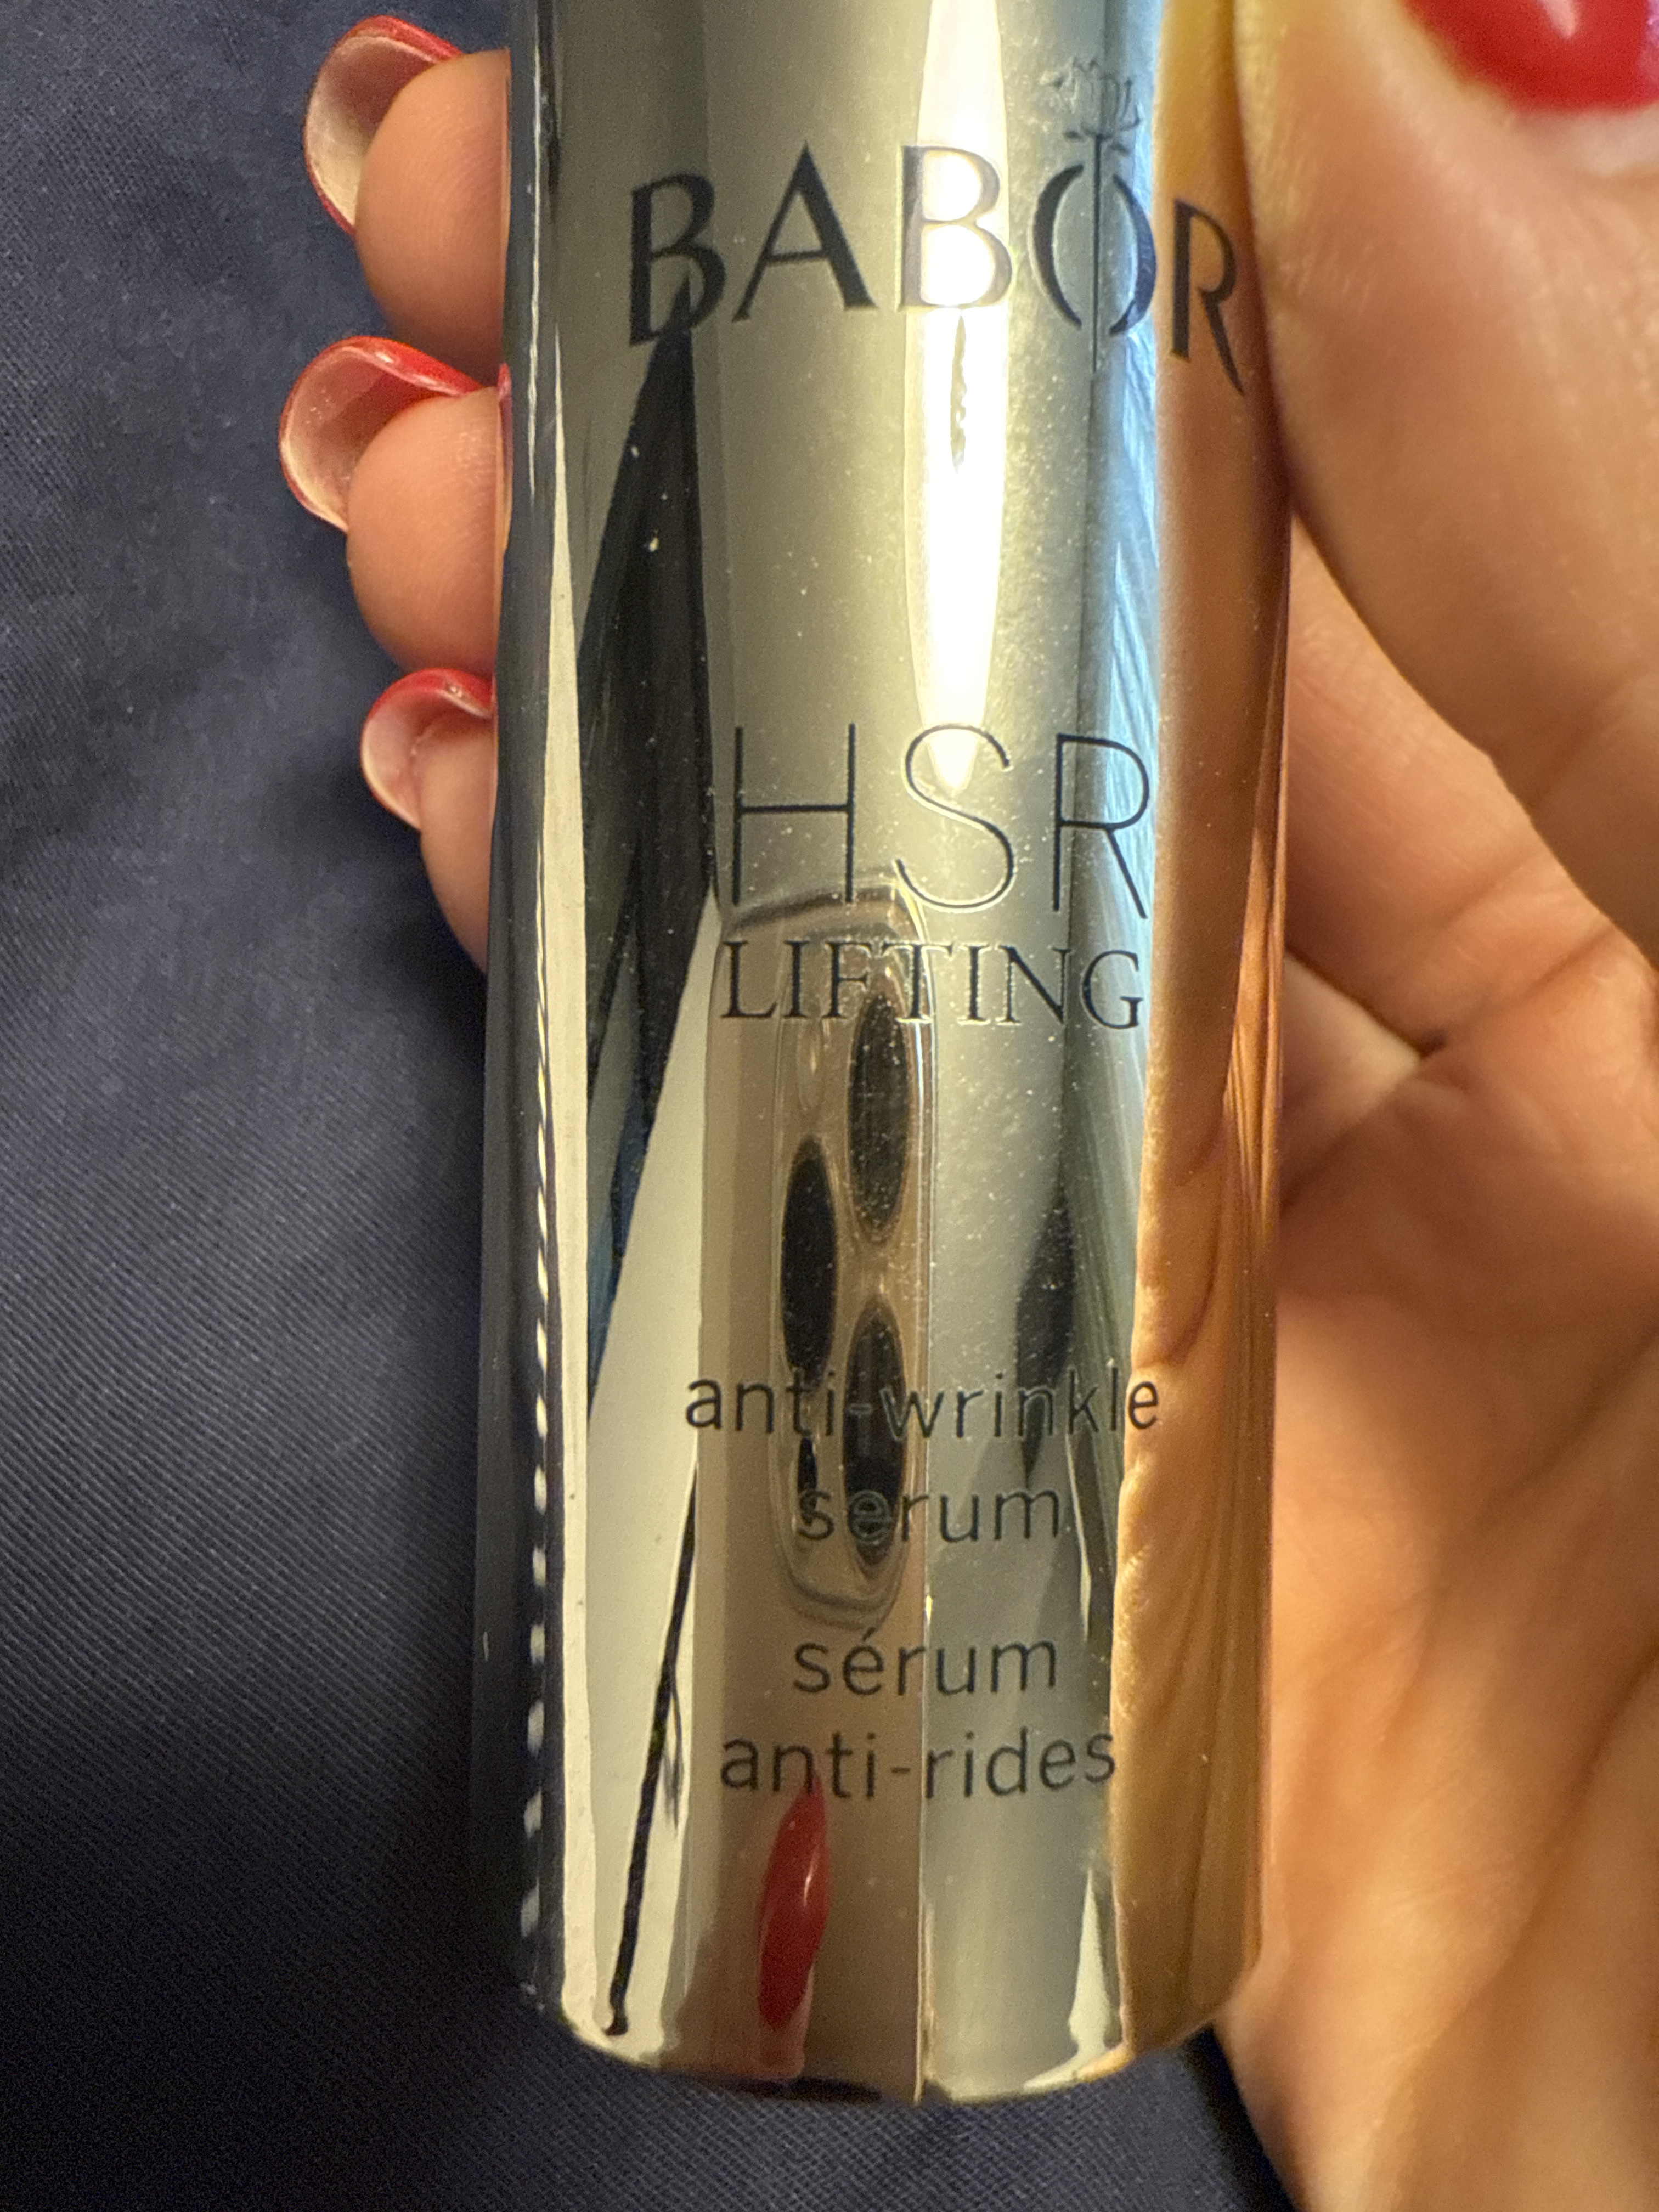 BABOR
HSR
LIFTING
anti-wrinkle
serum
sérum
anti-rides